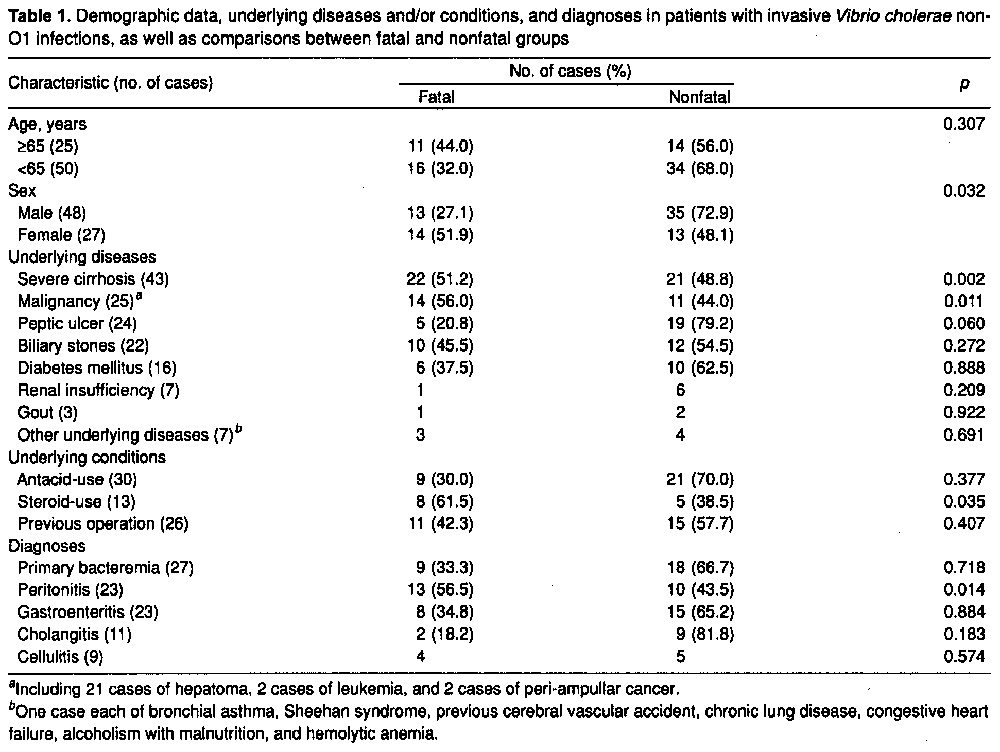 Table 1. Demographic data, underlying diseases and/or conditions, and diagnoses in patients with invasive Vibrio cholerae non-
O1 infections, as well as comparisons between fatal and nonfatal groups
Characteristic (no. of cases) No. of cases (%) p
Fatal Nonfatal
Age, years 0.307
≥65 (25) 11 (44.0) 14 (56.0)
<65 (50) 16 (32.0) 34 (68.0)
Sex 0.032
Male (48) 13 (27.1) 35 (72.9)
Female (27) 14 (51.9) 13 (48.1)
Underlying diseases
Severe cirrhosis (43) 22 (51.2) 21 (48.8) 0.002
Malignancy (25)a 14 (56.0) 11 (44.0) 0.011
Peptic ulcer (24) 5 (20.8) 19 (79.2) 0.060
Biliary stones (22) 10 (45.5) 12 (54.5) 0.272
Diabetes mellitus (16) 6 (37.5) 10 (62.5) 0.888
Renal insufficiency (7) 1 6 0.209
Gout (3) 1 2 0.922
Other underlying diseases (7)b 3 4 0.691
Underlying conditions
Antacid-use (30) 9 (30.0) 21 (70.0) 0.377
Steroid-use (13) 8 (61.5) 5 (38.5) 0.035
Previous operation (26) 11 (42.3) 15 (57.7) 0.407
Diagnoses
Primary bacteremia (27) 9 (33.3) 18 (66.7) 0.718
Peritonitis (23) 13 (56.5) 10 (43.5) 0.014
Gastroenteritis (23) 8 (34.8) 15 (65.2) 0.884
Cholangitis (11) 2 (18.2) 9 (81.8) 0.183
Cellulitis (9) 4 5 0.574
aIncluding 21 cases of hepatoma, 2 cases of leukemia, and 2 cases of peri-ampullar cancer.
bOne case each of bronchial asthma, Sheehan syndrome, previous cerebral vascular accident, chronic lung disease, congestive heart
failure, alcoholism with malnutrition, and hemolytic anemia.